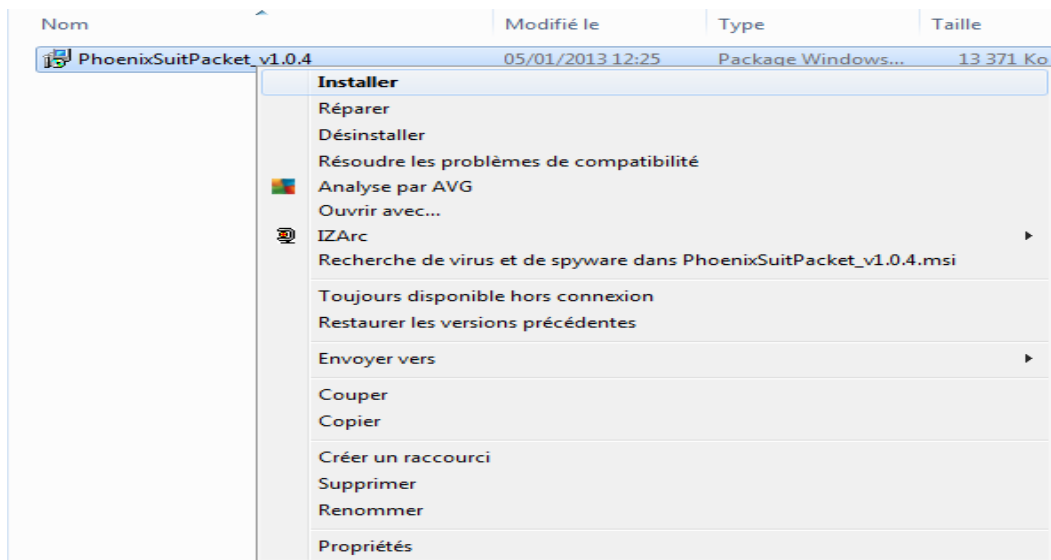 Nom Modifié le Type Taille
PhoenixSuitPacket_v1.0.4 05/01/2013 12:25 Package Windows... 13 371 Ko
Installer
Réparer
Désinstaller
Résoudre les problèmes de compatibilité
Analyse par AVG
Ouvrir avec...
IZArc
Recherche de virus et de spyware dans PhoenixSuitPacket_v1.0.4.msi
Toujours disponible hors connexion
Restaurer les versions précédentes
Envoyer vers
Couper
Copier
Créer un raccourci
Supprimer
Renommer
Propriétés